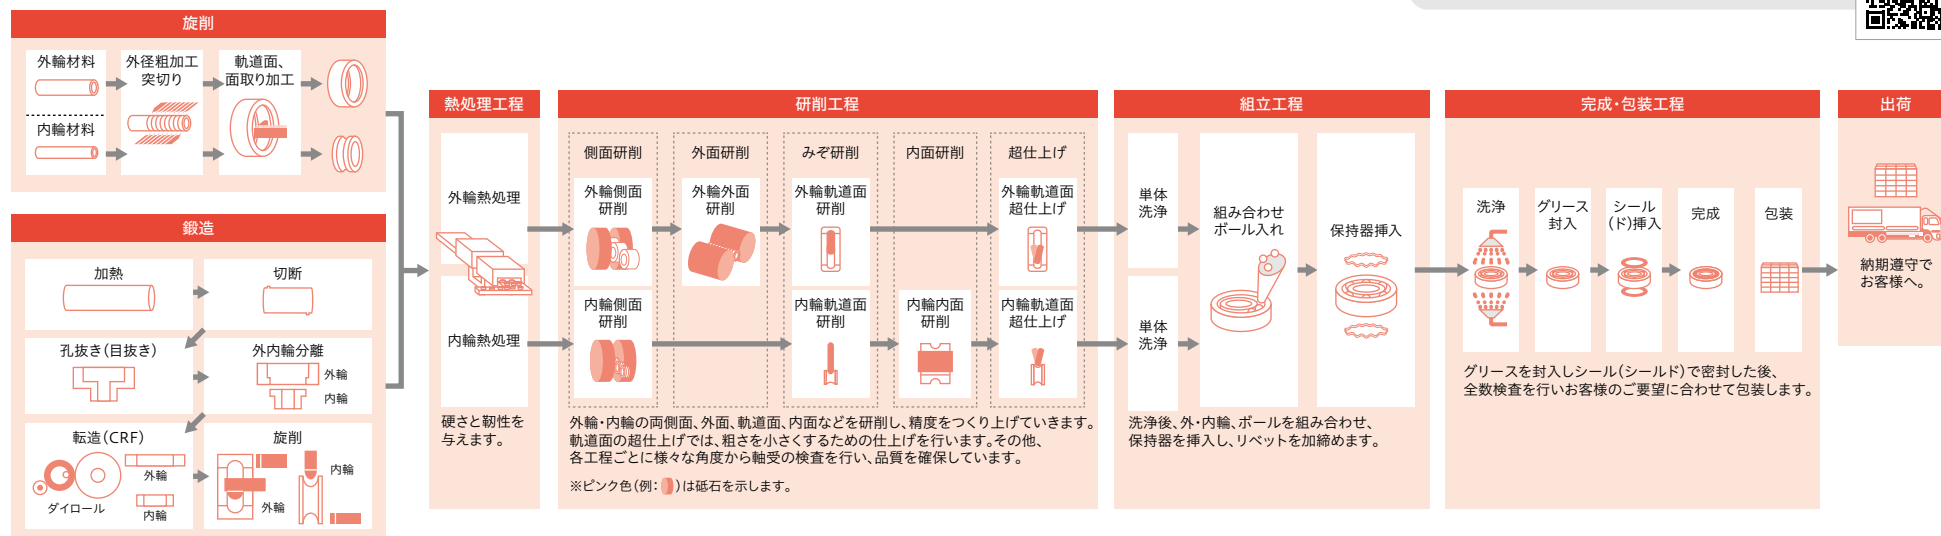 旋削
外輪材料
内輪材料
外径粗加工
突切り
軌道面、
面取り加工
鍛造
加熱
切断
孔抜き(目抜き)
外内輪分離
外輪
内輪
転造(CRF)
外輪
ダイロール
内輪
旋削
内輪
外輪
熱処理工程
外輪熱処理
内輪熱処理
硬さと靭性を
与えます。
研削工程
側面研削
外輪側面
研削
内輪側面
研削
外面研削
外輪外面
研削
みぞ研削
外輪軌道面
研削
内輪軌道面
研削
内面研削
内輪内面
研削
超仕上げ
外輪軌道面
超仕上げ
内輪軌道面
超仕上げ
外輪・内輪の両側面、外面、軌道面、内面などを研削し、精度をつくり上げていきます。
軌道面の超仕上げでは、粗さを小さくするための仕上げを行います。その他、
各工程ごとに様々な角度から軸受の検査を行い、品質を確保しています。
※ピンク色(例: )は砥石を示します。
組立工程
単体
洗浄
単体
洗浄
組み合わせ
ボール入れ
保持器挿入
洗浄後、外・内輪、ボールを組み合わせ、
保持器を挿入し、リベットを加締めます。
完成・包装工程
洗浄
グリース
封入
シール
(ド)挿入
完成
包装
グリースを封入しシール(シールド)で密封した後、
全数検査を行いお客様のご要望に合わせて包装します。
出荷
納期遵守で
お客様へ。